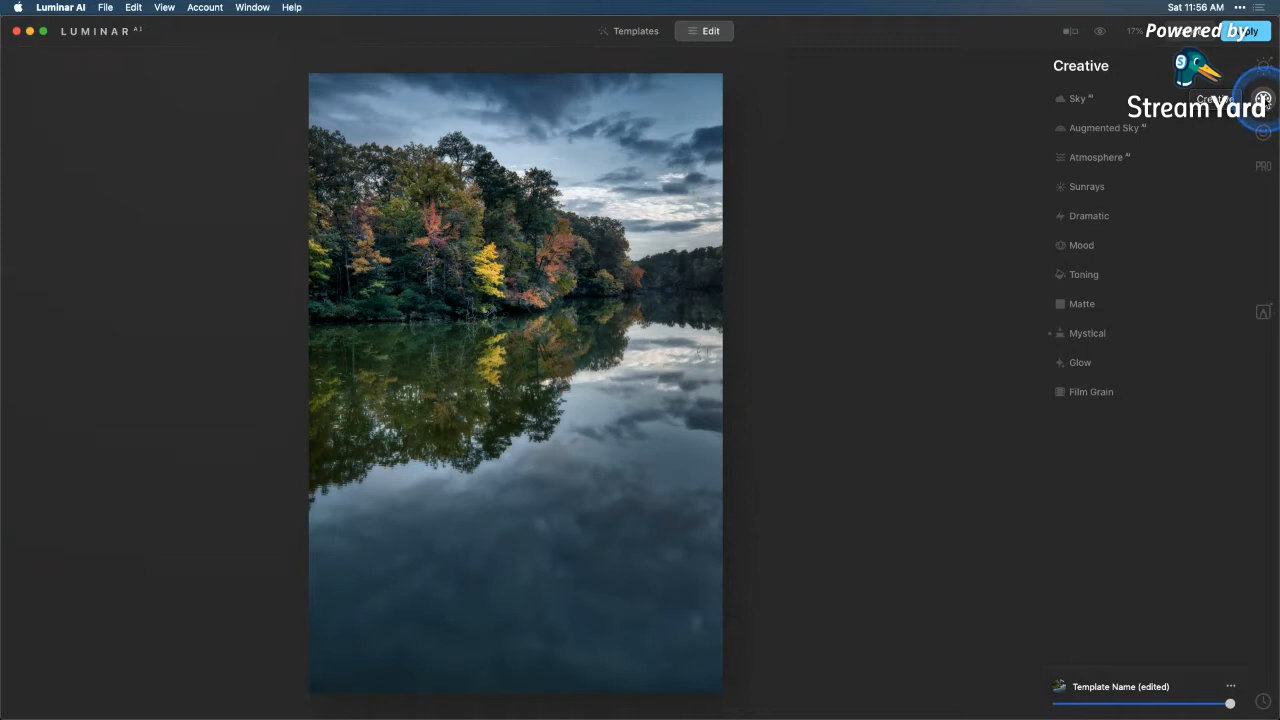 Luminar AI File Edit View Account Window Help Sat 11:56 AM
LUMINAR AI Templates Edit 17%
Powered by
StreamYard
Creative
Sky AI
Augmented Sky AI
Atmosphere AI
Sunrays
Dramatic
Mood
Toning
Matte
Mystical
Glow
Film Grain
PRO
Template Name (edited)